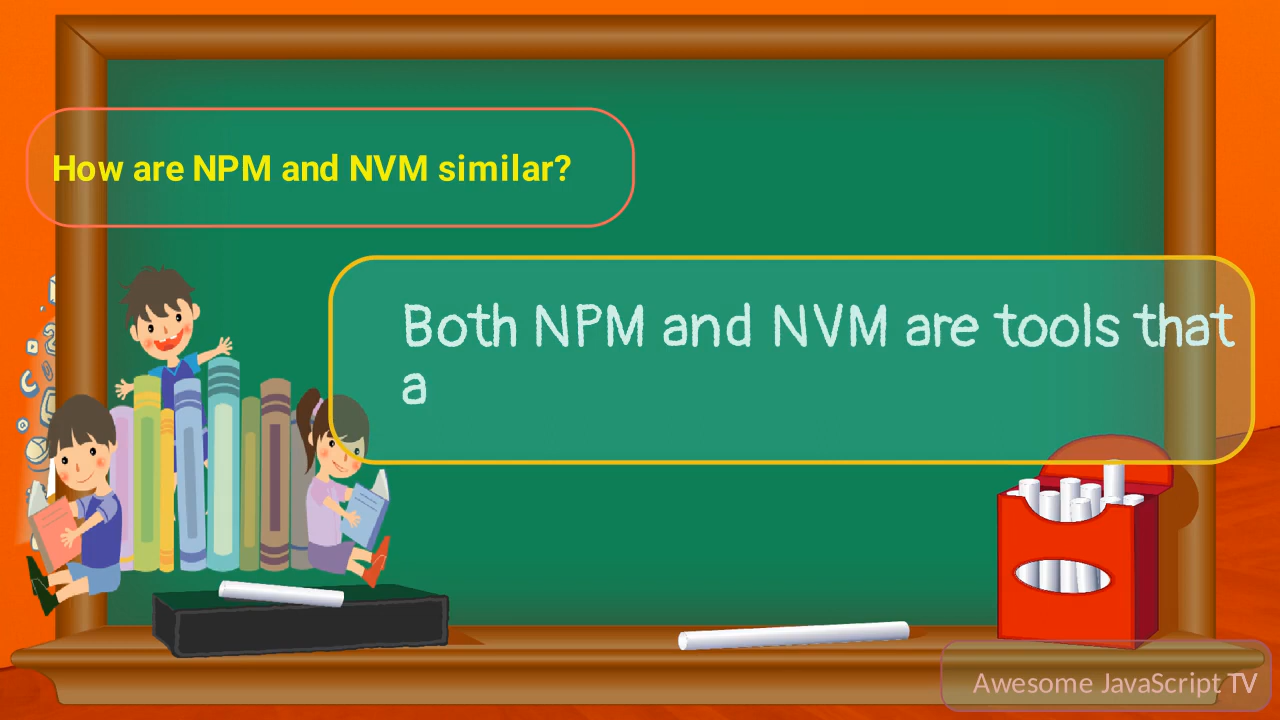 How are NPM and NVM similar?
Both NPM and NVM are tools that
a
Awesome JavaScript TV